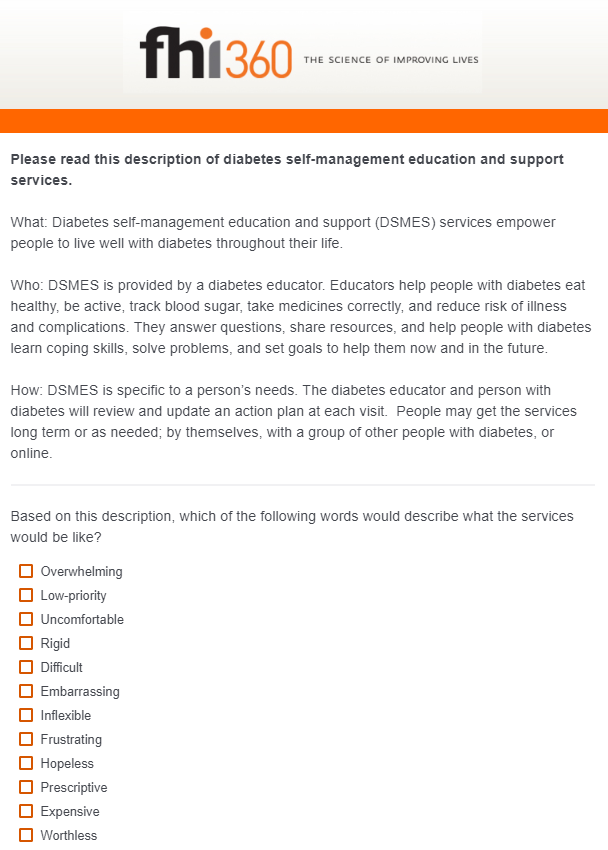 fhi360 THE SCIENCE OF IMPROVING LIVES
Please read this description of diabetes self-management education and support
services.
What: Diabetes self-management education and support (DSMES) services empower
people to live well with diabetes throughout their life.
Who: DSMES is provided by a diabetes educator. Educators help people with diabetes eat
healthy, be active, track blood sugar, take medicines correctly, and reduce risk of illness
and complications. They answer questions, share resources, and help people with diabetes
learn coping skills, solve problems, and set goals to help them now and in the future.
How: DSMES is specific to a person's needs. The diabetes educator and person with
diabetes will review and update an action plan at each visit.  People may get the services
long term or as needed; by themselves, with a group of other people with diabetes, or
online.
Based on this description, which of the following words would describe what the services
would be like?
Overwhelming
Low-priority
Uncomfortable
Rigid
Difficult
Embarrassing
Inflexible
Frustrating
Hopeless
Prescriptive
Expensive
Worthless